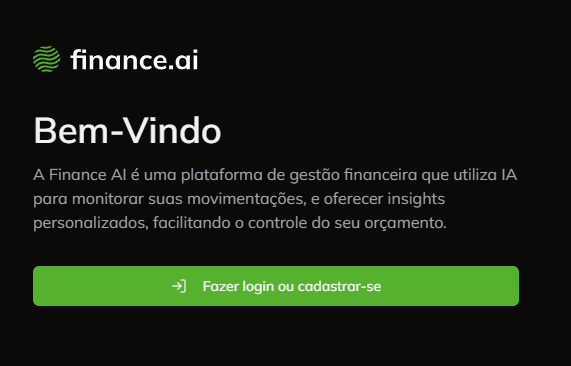 finance.ai
Bem-Vindo
A Finance AI é uma plataforma de gestão financeira que utiliza IA
para monitorar suas movimentações, e oferecer insights
personalizados, facilitando o controle do seu orçamento.
Fazer login ou cadastrar-se